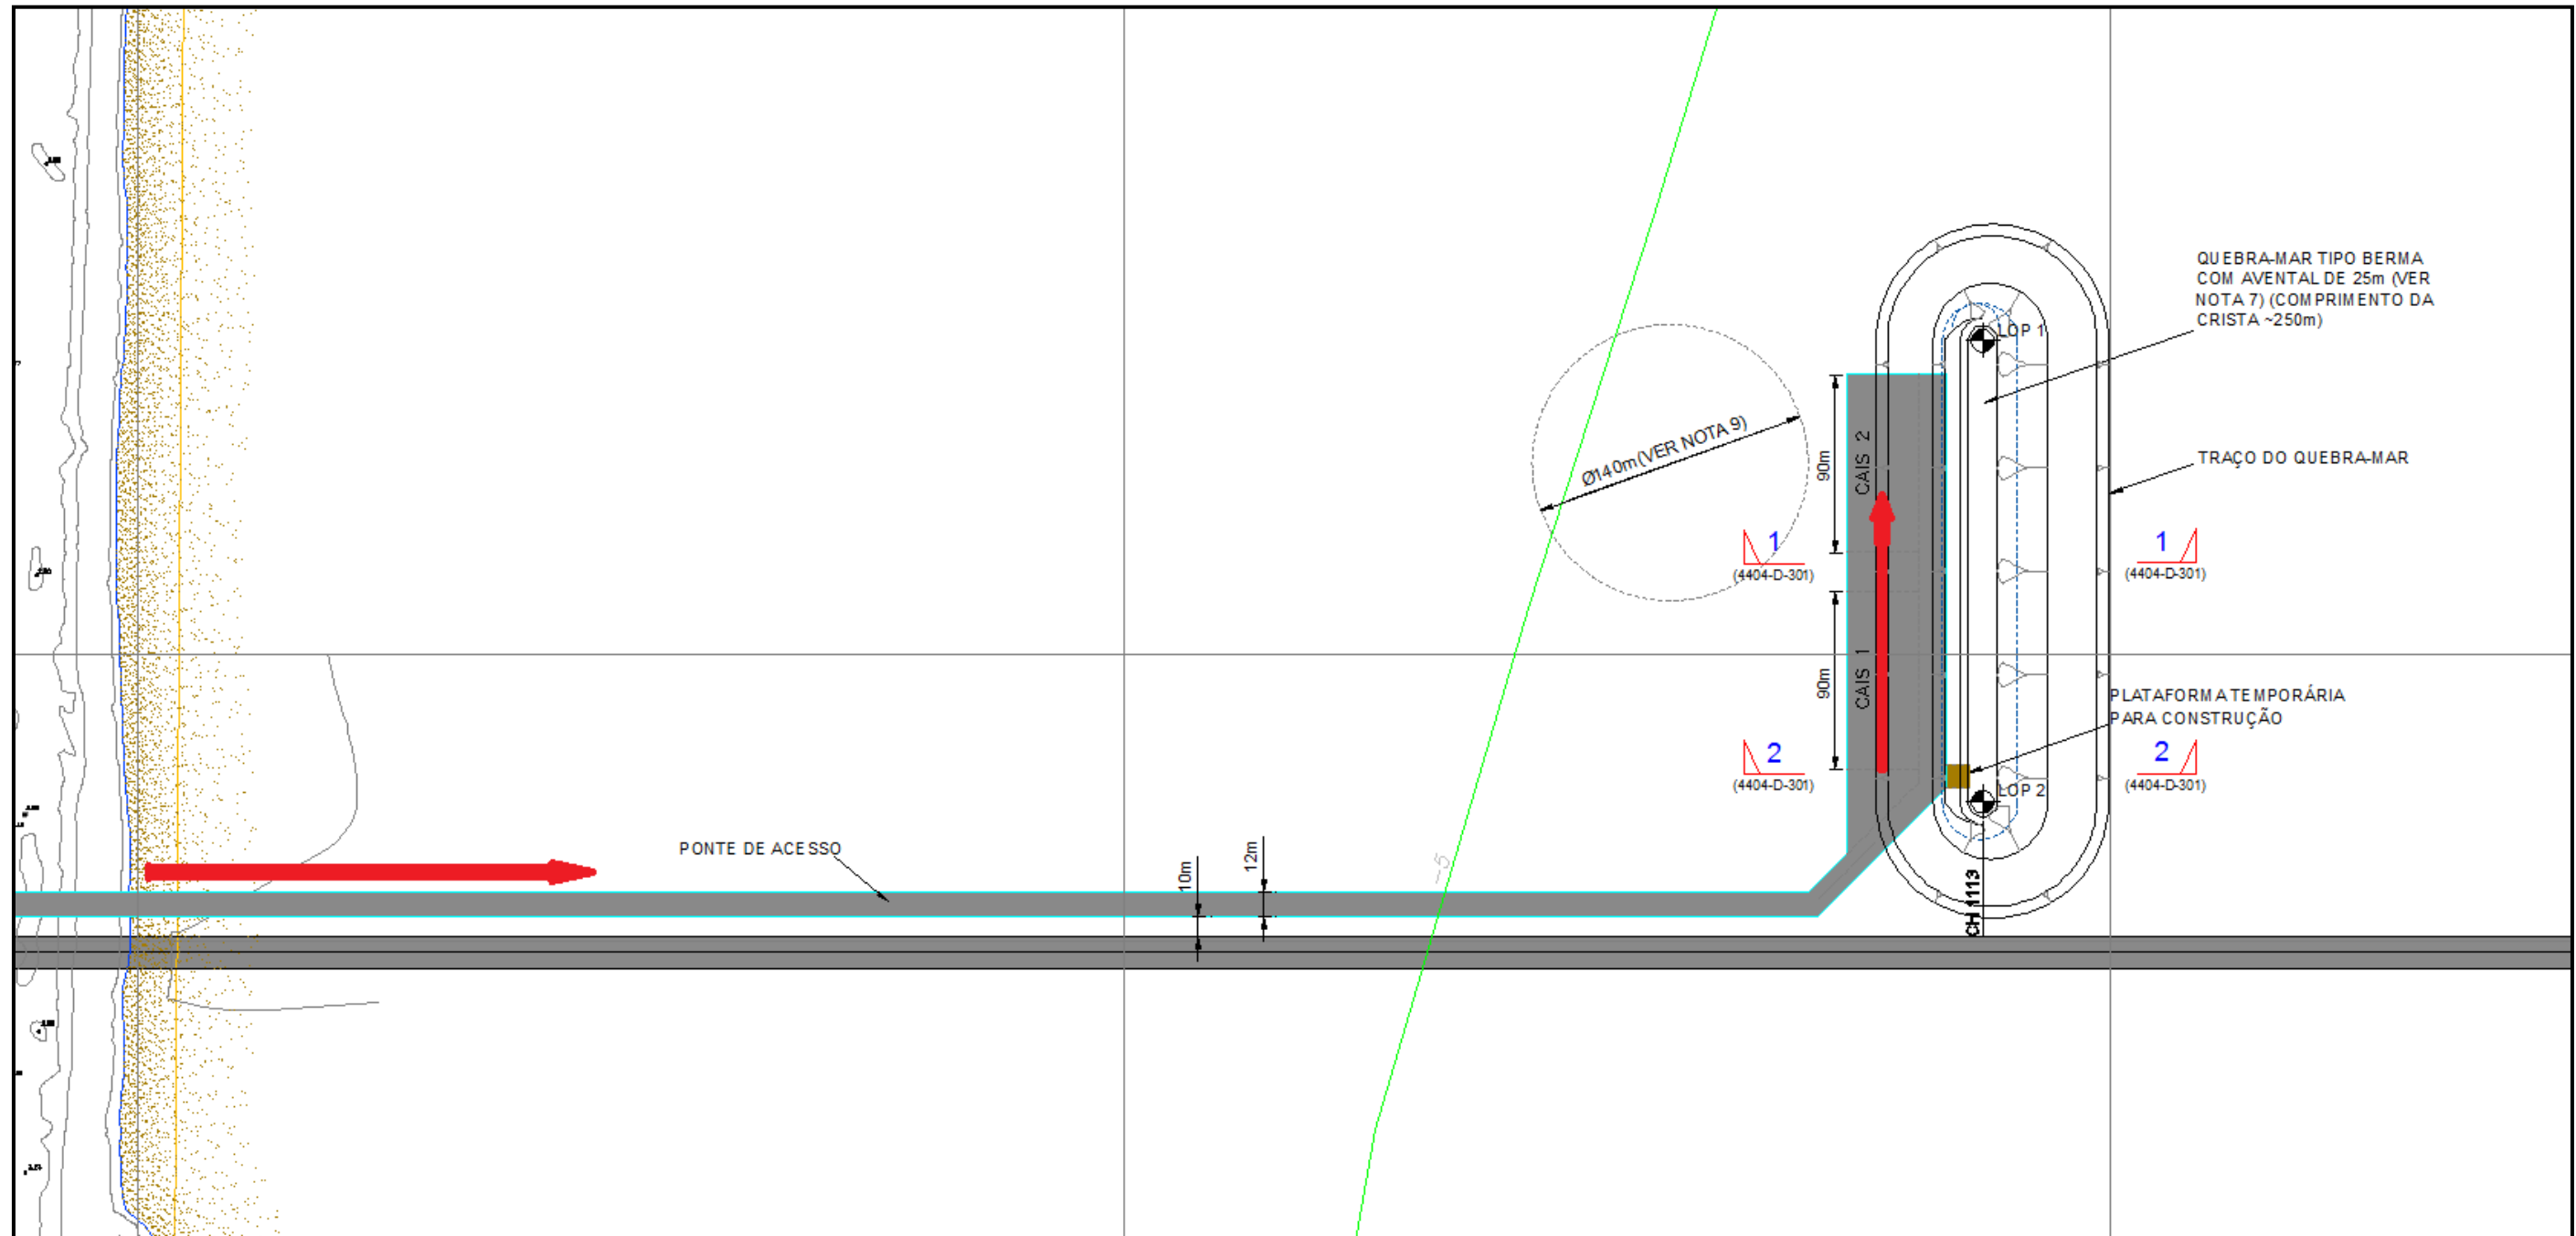 QUEBRA-MAR TIPO BERMA
COM AVENTAL DE 25m (VER
NOTA 7) (COMPRIMENTO DA
CRISTA ~250m)
LOP 1
Ø140m(VER NOTA 9)
90m
CAIS 2
TRAÇO DO QUEBRA-MAR
1
(4404-D-301)
1
(4404-D-301)
90m
CAIS 1
PLATAFORMA TEMPORÁRIA
PARA CONSTRUÇÃO
2
(4404-D-301)
2
(4404-D-301)
LOP 2
PONTE DE ACESSO
10m
12m
-5
CH 1113